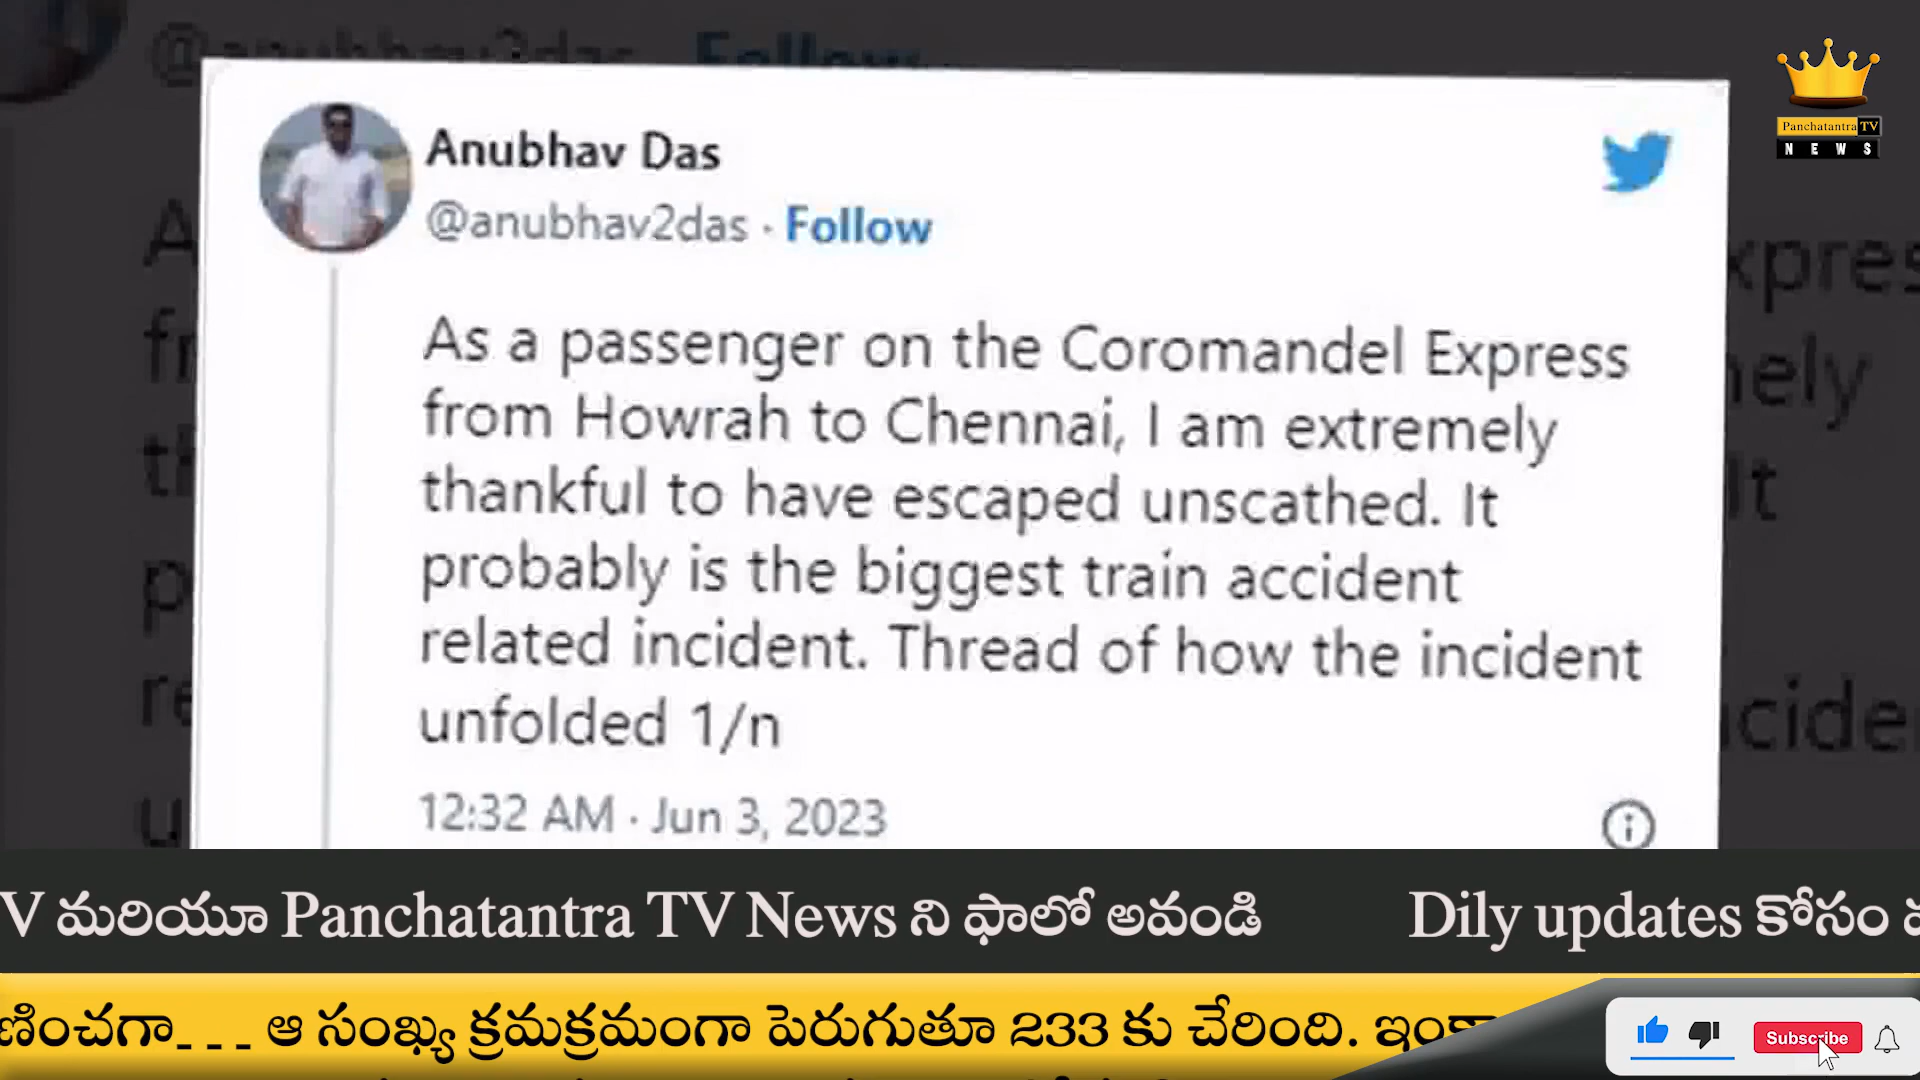 Anubhav Das
@anubhav2das · Follow
As a passenger on the Coromandel Express
from Howrah to Chennai, I am extremely
thankful to have escaped unscathed. It
probably is the biggest train accident
related incident. Thread of how the incident
unfolded 1/n
12:32 AM · Jun 3, 2023
Panchatantra TV
NEWS
V మరియూ Panchatantra TV News ని ఫాలో అవండి Dily updates కోసం
ణించగా... ఆ సంఖ్య క్రమక్రమంగా పెరుగుతూ 233 కు చేరింది.
Subscribe